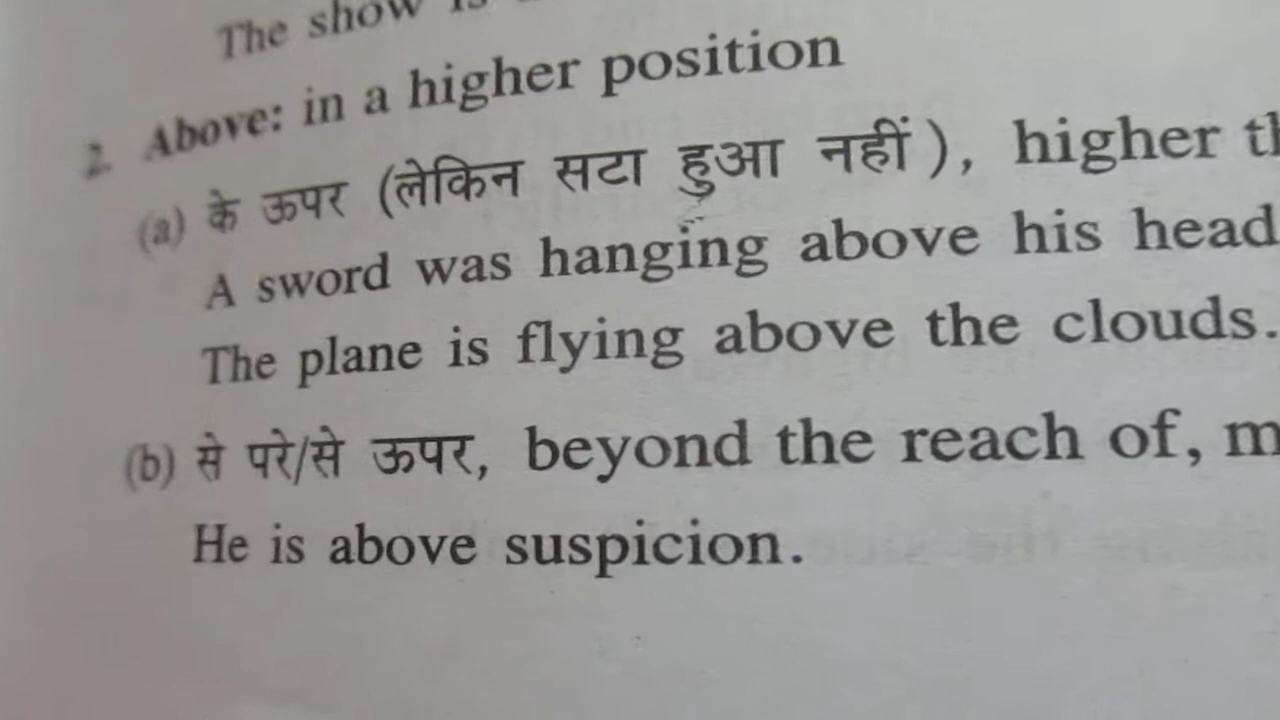 The show is
2. Above: in a higher position
(a) के ऊपर (लेकिन सटा हुआ नहीं), higher
A sword was hanging above his head
The plane is flying above the clouds.
(b) से परे/से ऊपर, beyond the reach of,
He is above suspicion.